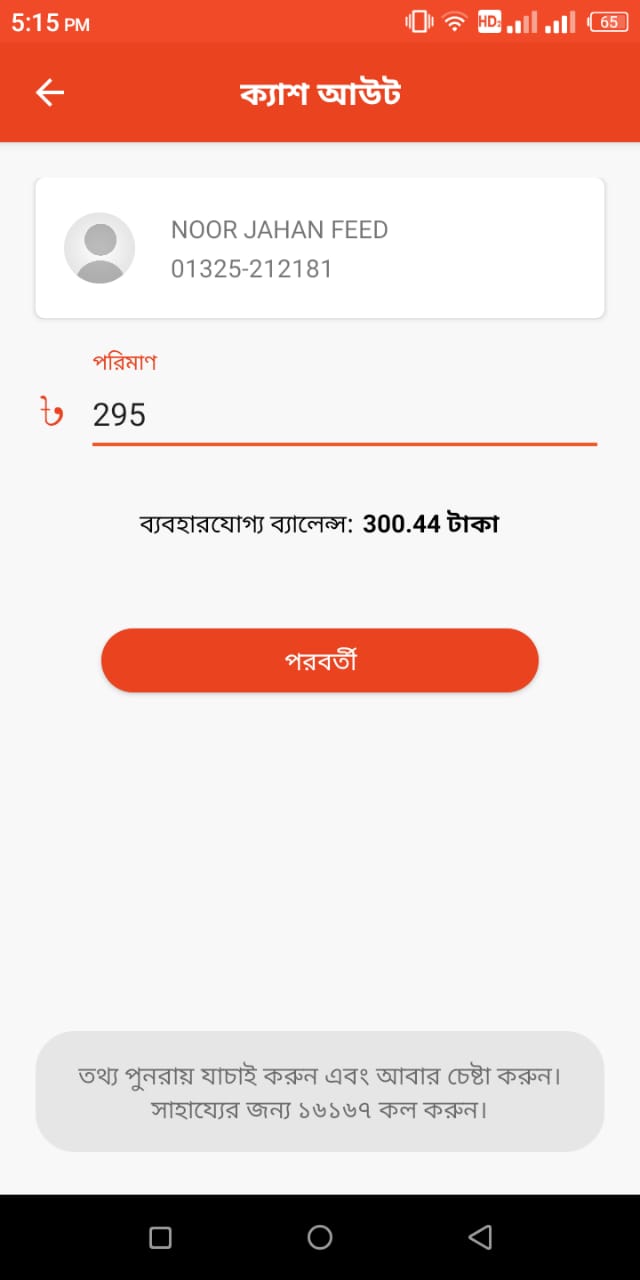 5:15 PM
HD
65
ক্যাশ আউট
NOOR JAHAN FEED
01325-212181
পরিমাণ
৳ 295
ব্যবহারযোগ্য ব্যালেন্স: 300.44 টাকা
পরবর্তী
তথ্য পুনরায় যাচাই করুন এবং আবার চেষ্টা করুন।
সাহায্যের জন্য ১৬১৬৭ কল করুন।